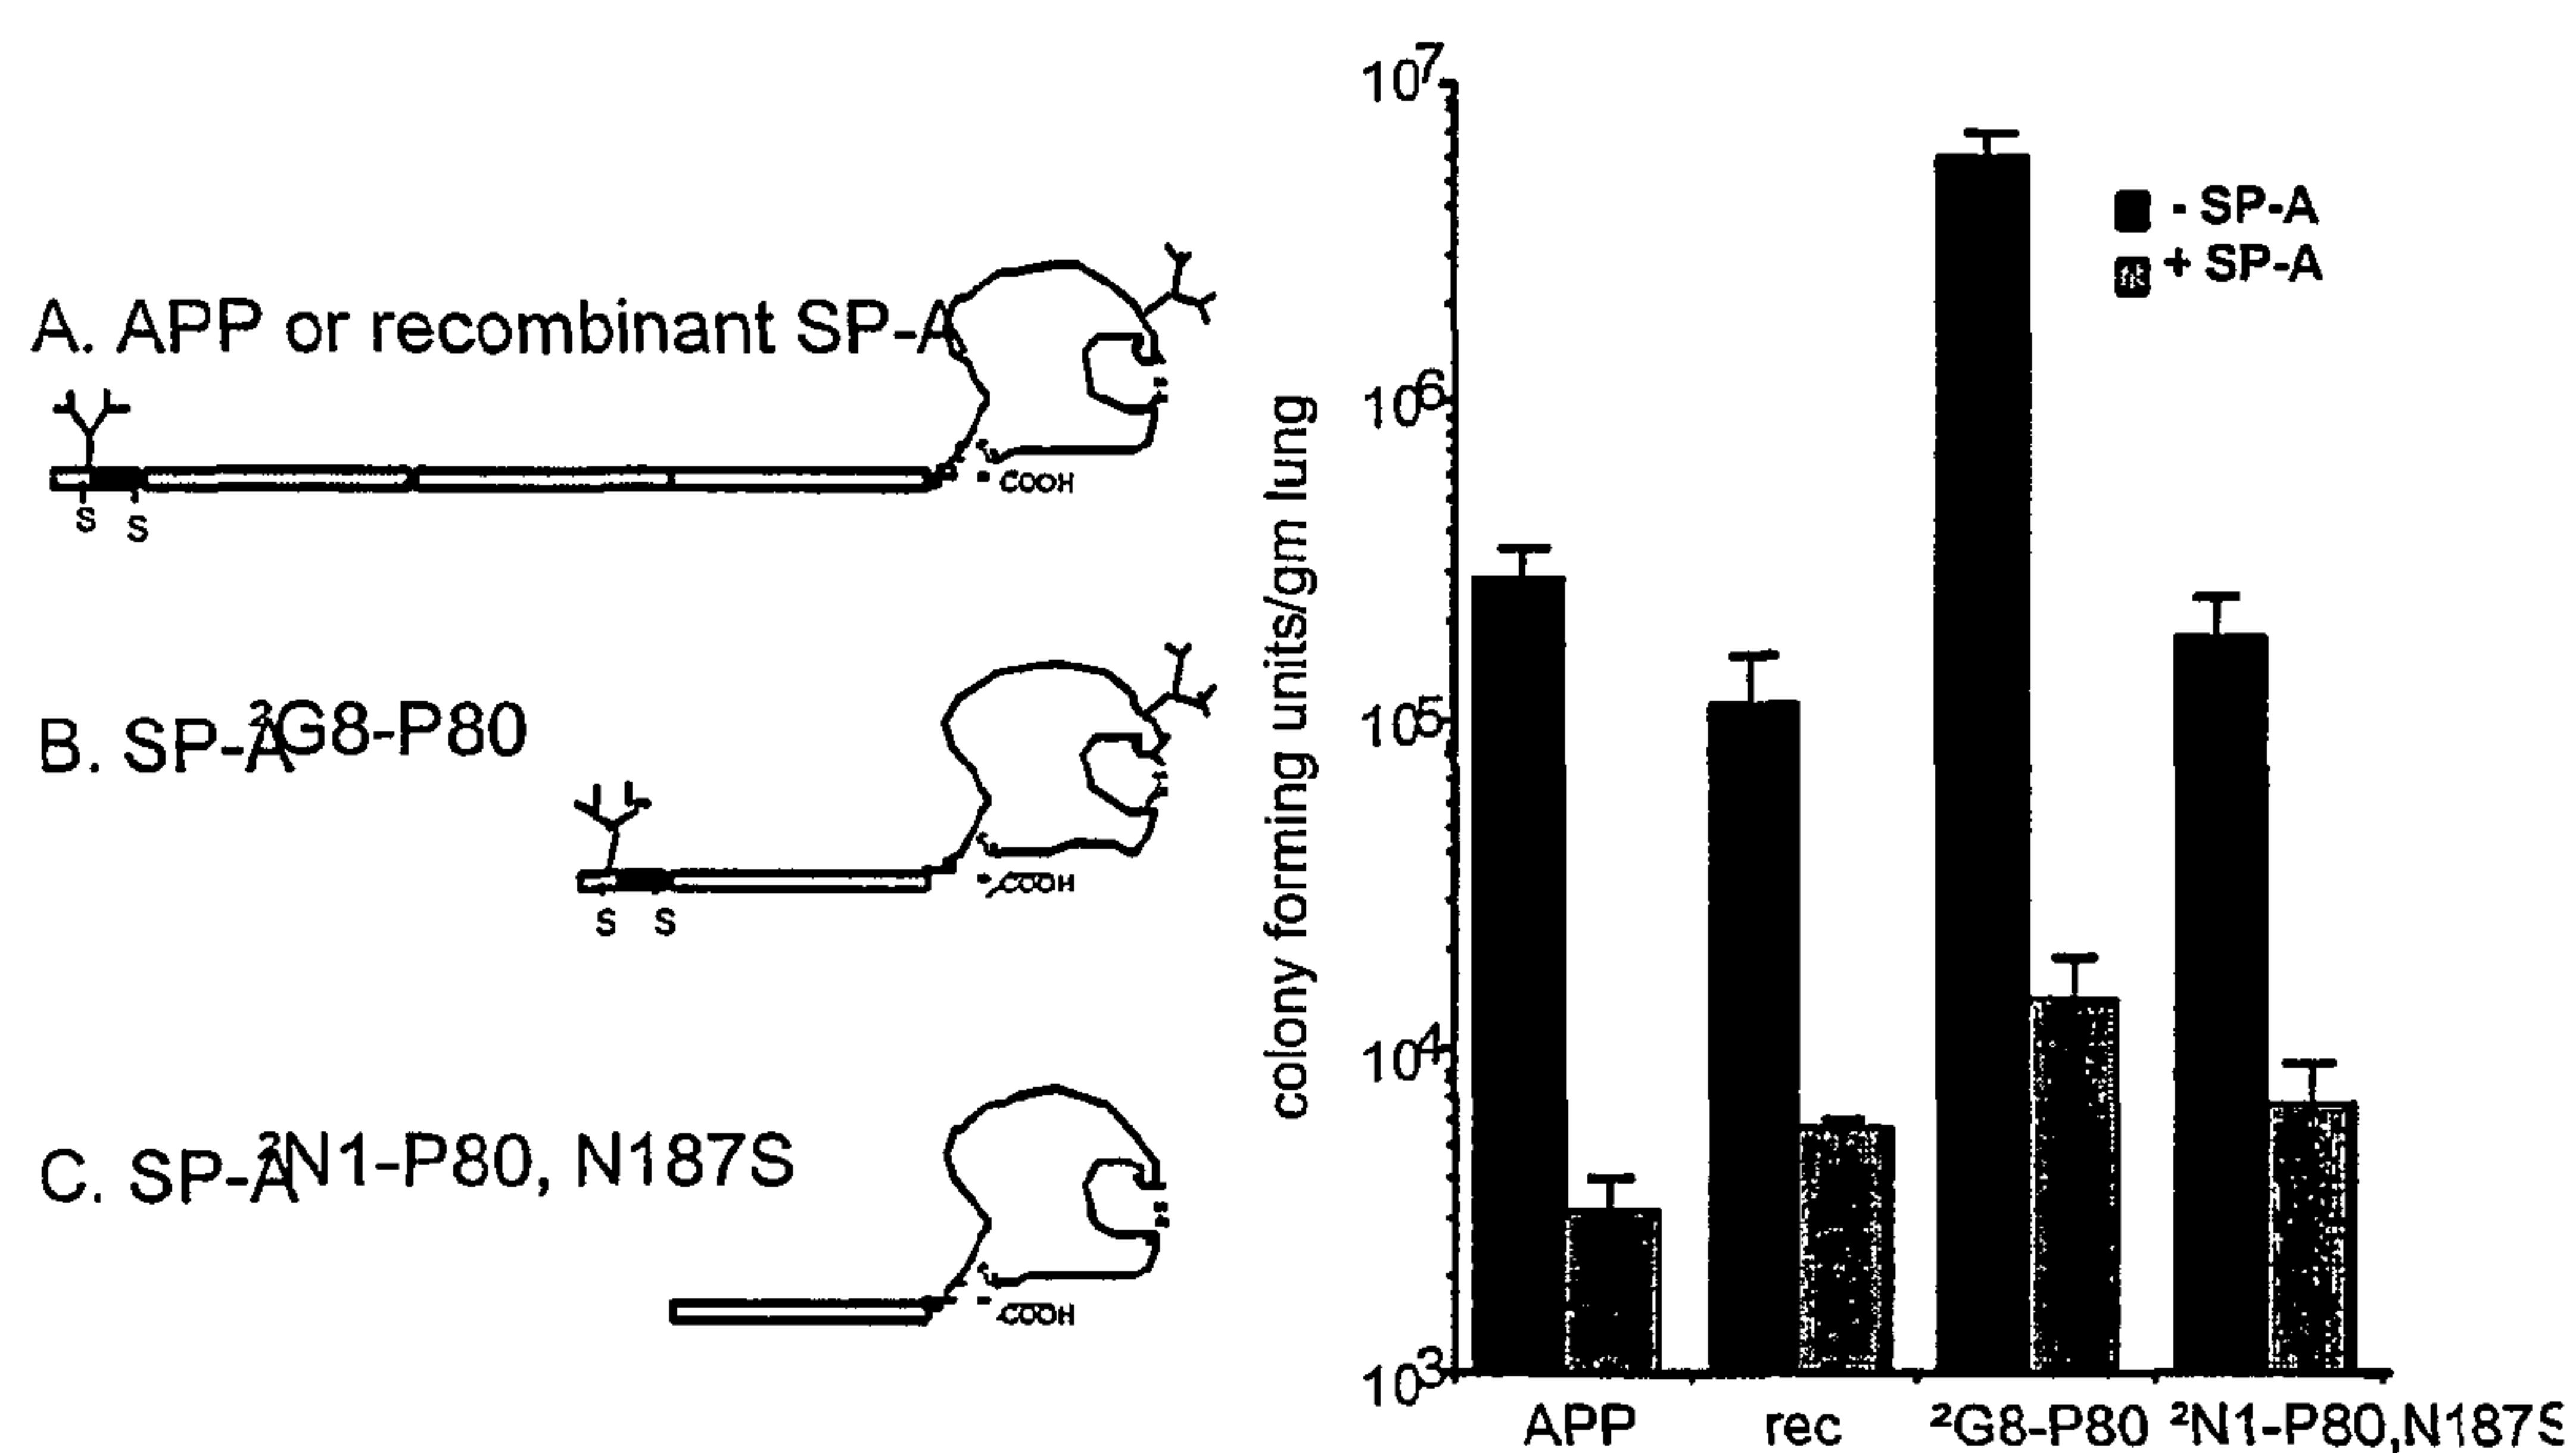 A. APP or recombinant SP-A
S S
COOH
B. SP-A²G8-P80
S S
COOH
C. SP-A²N1-P80, N187S
COOH
colony forming units/gm lung
10⁷
10⁶
10⁵
10⁴
10³
- SP-A
+ SP-A
APP rec ²G8-P80 ²N1-P80,N187S